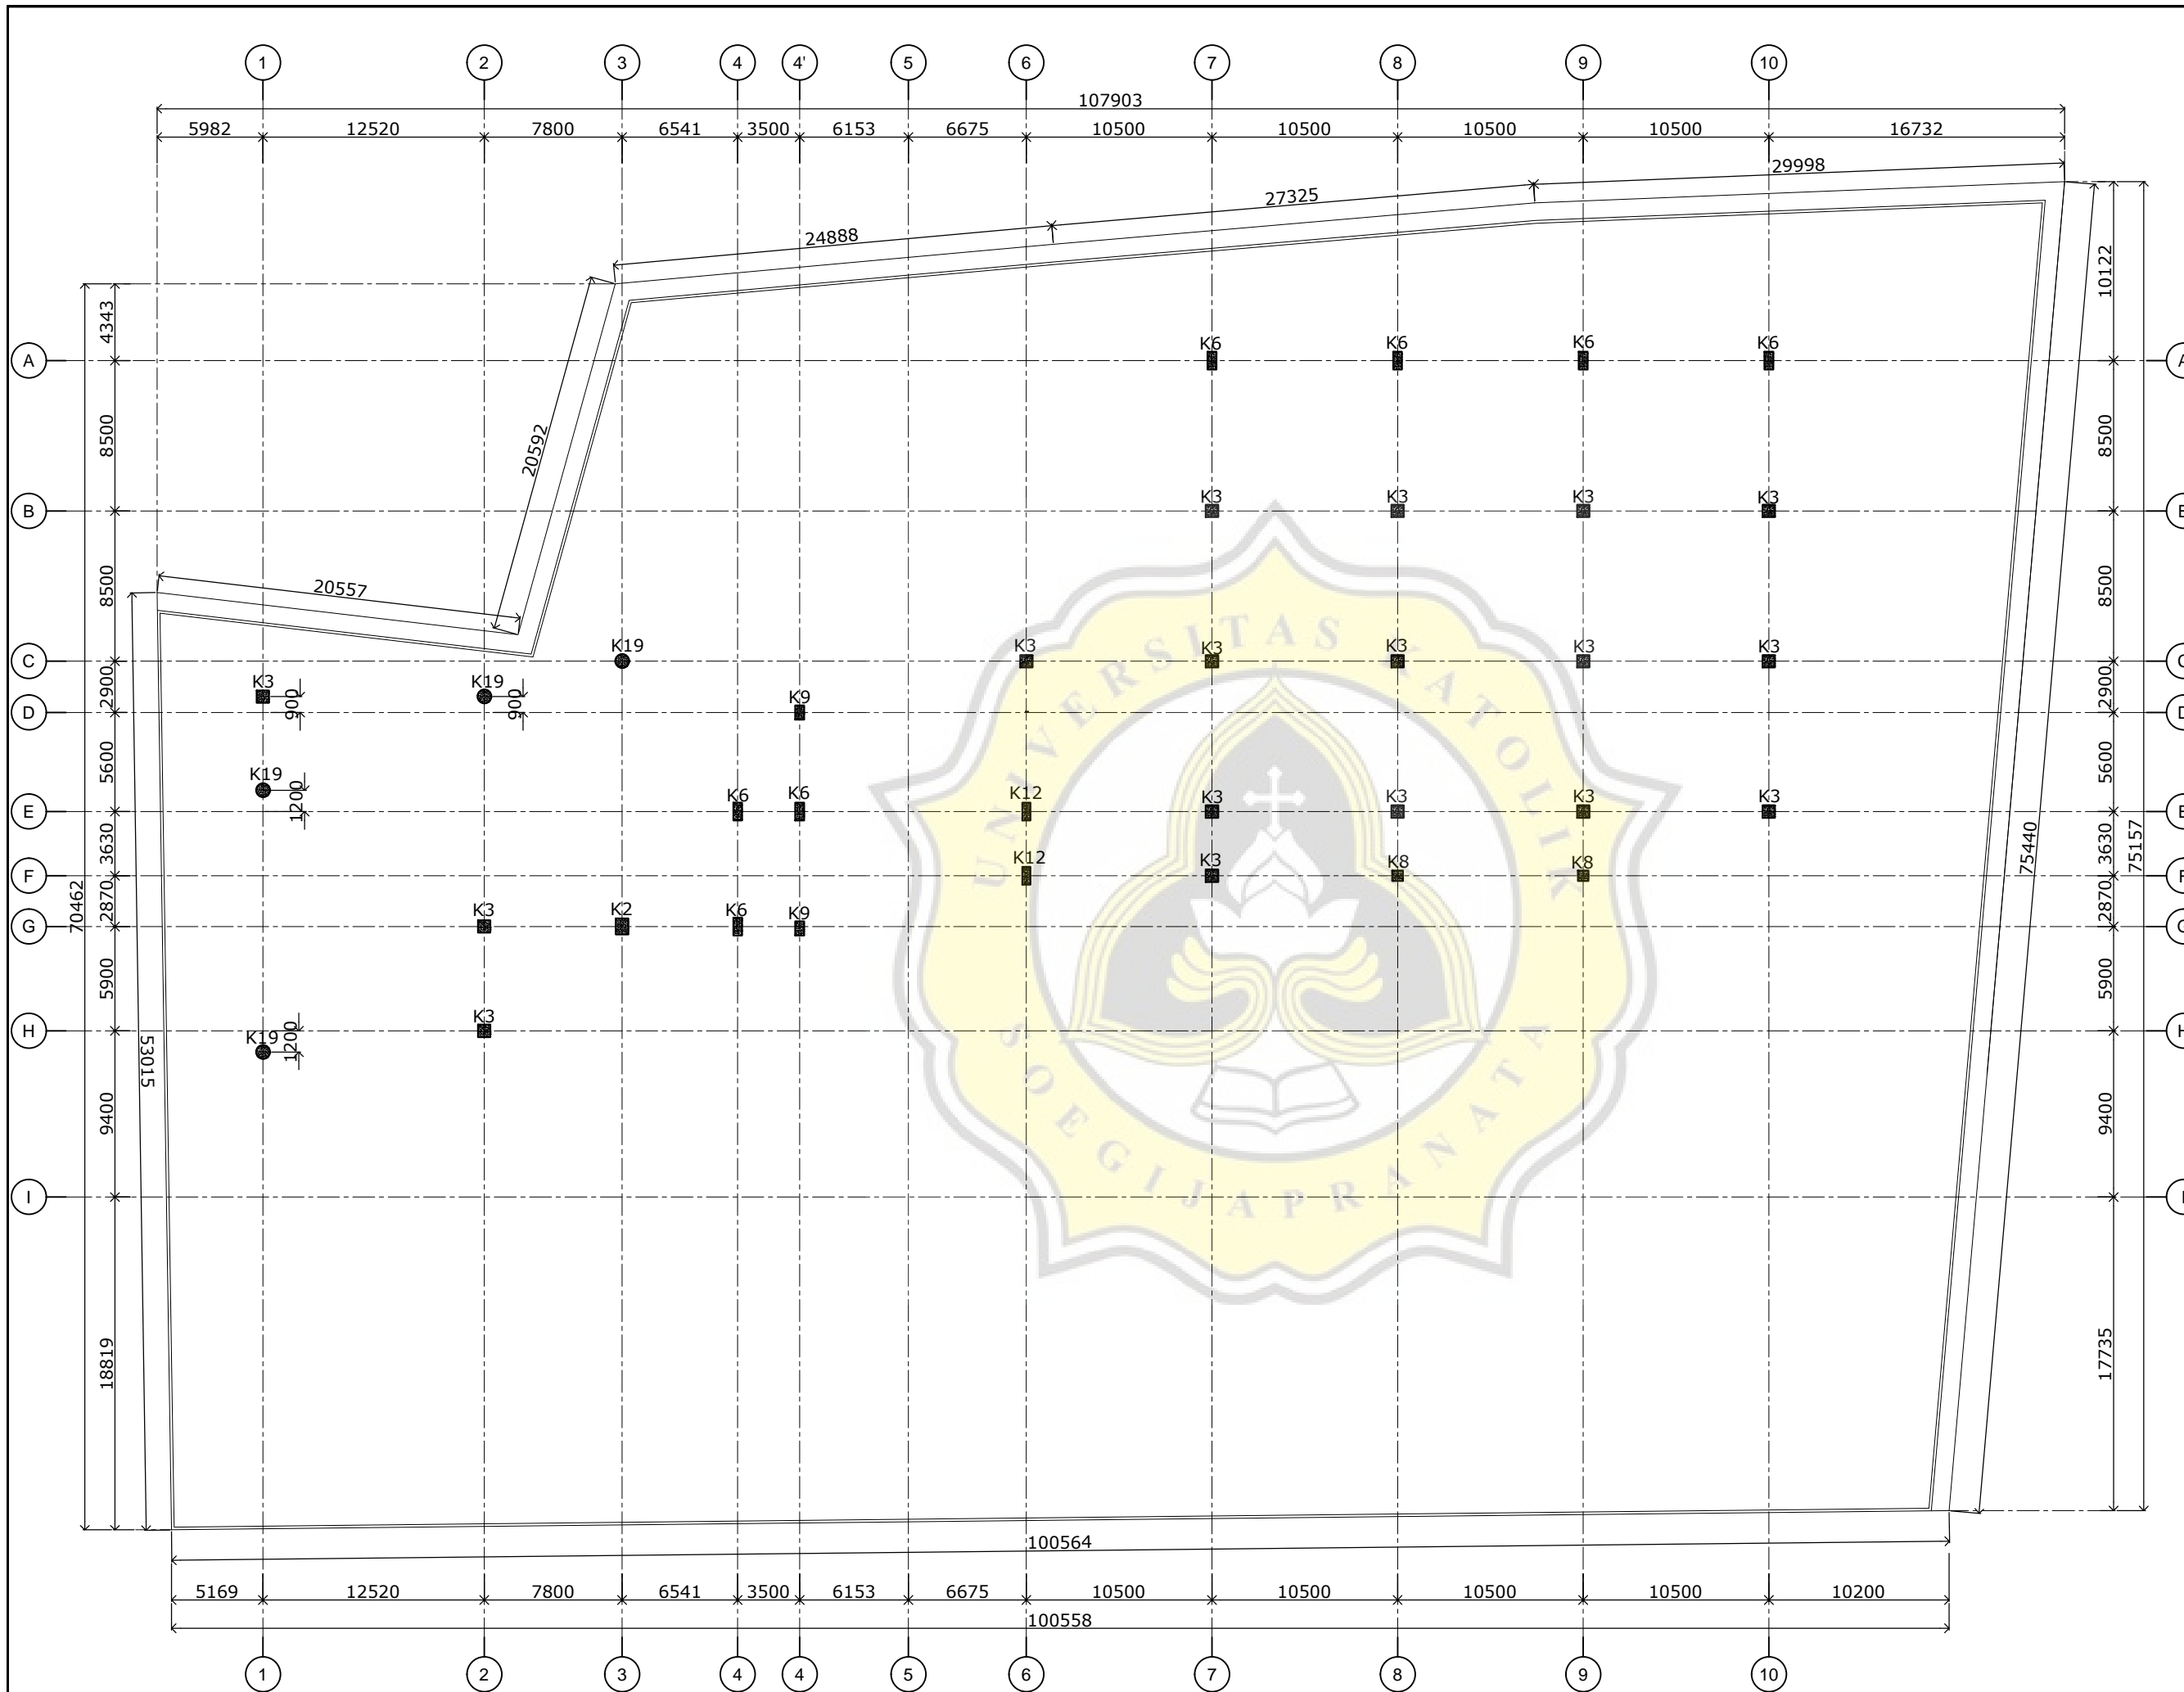 1 2 3 4 4' 5 6 7 8 9 10
107903
5982 12520 7800 6541 3500 6153 6675 10500 10500 10500 10500 16732
29998
27325
24888
4343
10122
A
K6 K6 K6 K6
A
8500
20592
8500
B
K3 K3 K3 K3
8500
20557
8500
C
K19
K3 K3 K3 K3 K3
2900
K3
900
K19
900
K9
2900
D
5600
K19
1200
5600
E
K6 K6 K12 K3 K3 K3 K3
3630
75440
75157
3630
F
K12 K3 K8 K8
70462
2870
2870
G
K3 K2 K6 K9
5900
5900
H
K19
1200
K3
53015
9400
9400
I
18819
17735
UNIVERSITAS KATOLIK
SOEGIJAPRANATA
100564
5169 12520 7800 6541 3500 6153 6675 10500 10500 10500 10500 10200
100558
1 2 3 4 4' 5 6 7 8 9 10